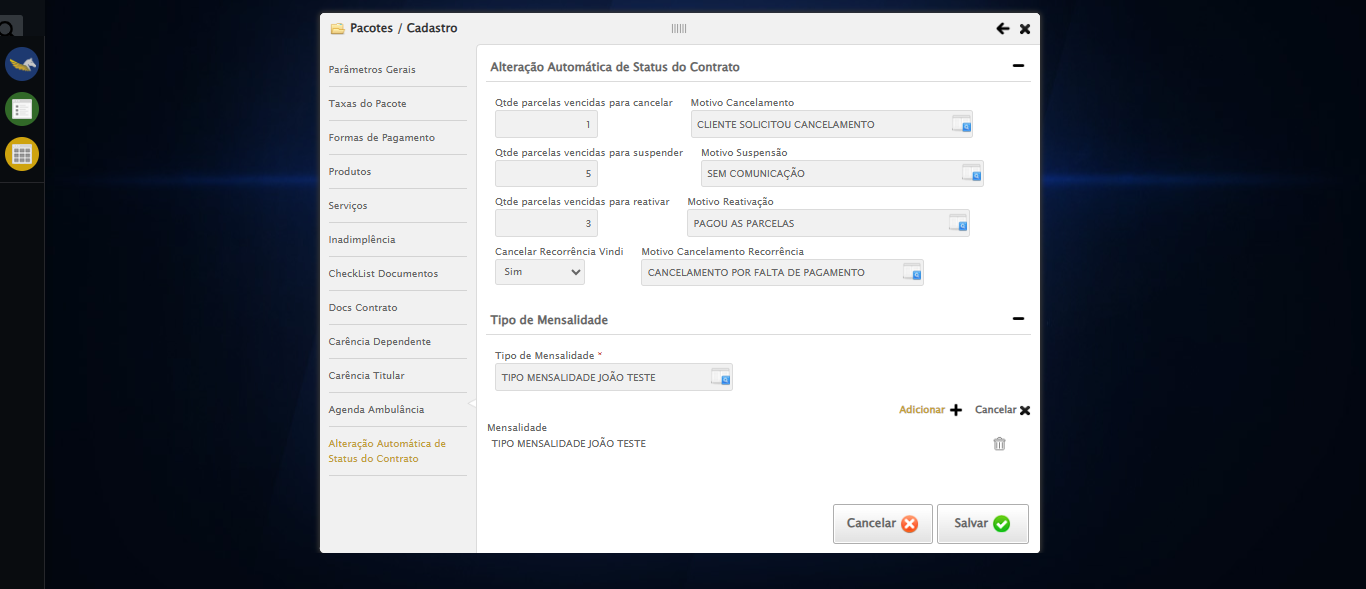 Pacotes / Cadastro
Parâmetros Gerais
Taxas do Pacote
Formas de Pagamento
Produtos
Serviços
Inadimplência
CheckList Documentos
Docs Contrato
Carência Dependente
Carência Titular
Agenda Ambulância
Alteração Automática de
Status do Contrato
Alteração Automática de Status do Contrato
Qtde parcelas vencidas para cancelar Motivo Cancelamento
1 CLIENTE SOLICITOU CANCELAMENTO
Qtde parcelas vencidas para suspender Motivo Suspensão
5 SEM COMUNICAÇÃO
Qtde parcelas vencidas para reativar Motivo Reativação
3 PAGOU AS PARCELAS
Cancelar Recorrência Vindi Motivo Cancelamento Recorrência
Sim CANCELAMENTO POR FALTA DE PAGAMENTO
Tipo de Mensalidade
Tipo de Mensalidade *
TIPO MENSALIDADE JOÃO TESTE
Adicionar Cancelar
Mensalidade
TIPO MENSALIDADE JOÃO TESTE
Cancelar Salvar